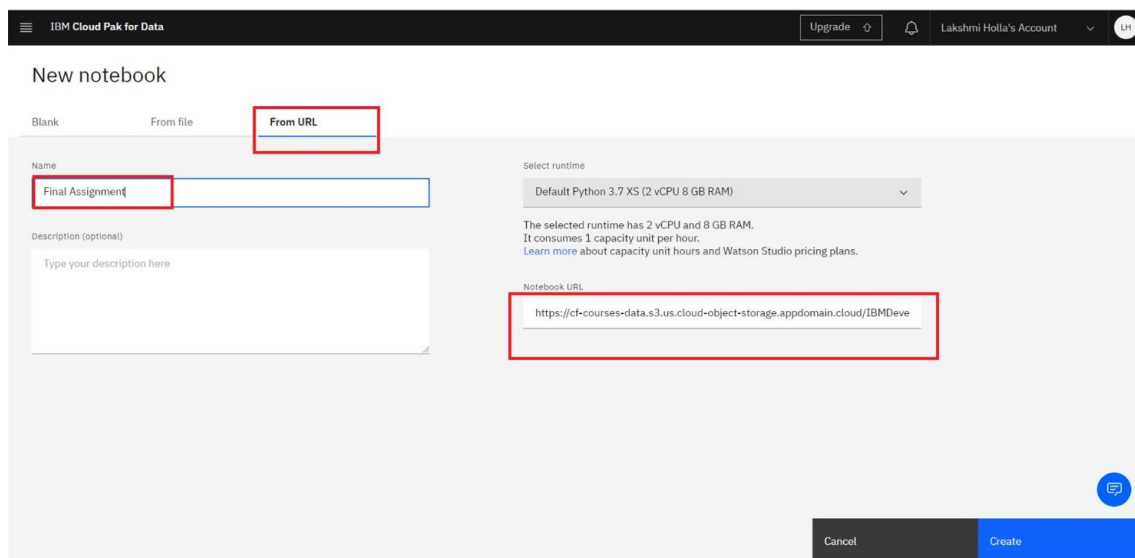 IBM Cloud Pak for Data
Upgrade
Lakshmi Holla's Account
LH
New notebook
Blank
From file
From URL
Name
Final Assignment
Description (optional)
Type your description here
Select runtime
Default Python 3.7 XS (2 vCPU 8 GB RAM)
The selected runtime has 2 vCPU and 8 GB RAM.
It consumes 1 capacity unit per hour.
Learn more about capacity unit hours and Watson Studio pricing plans.
Notebook URL
https://cf-courses-data.s3.us.cloud-object-storage.appdomain.cloud/IBMDeve
Cancel
Create